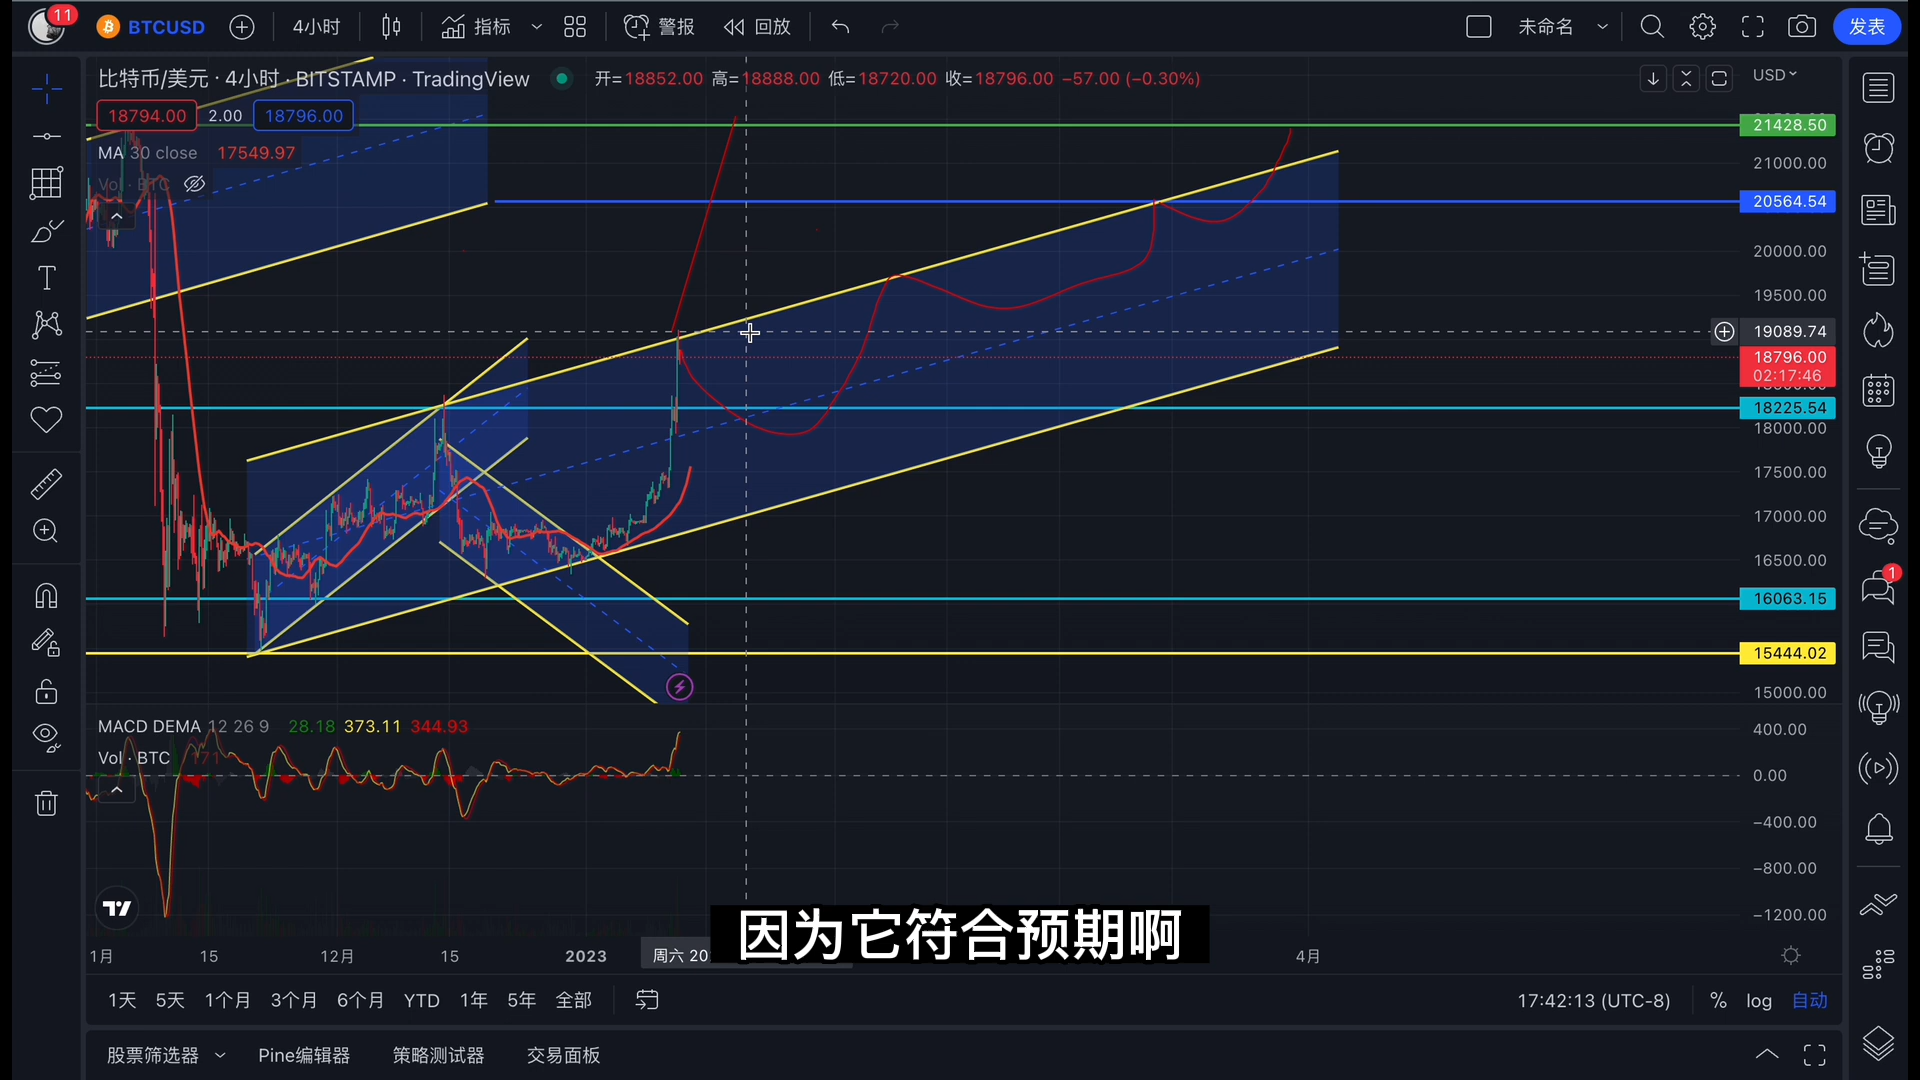 11
BTCUSD
4小时
指标
警报
回放
未命名
发表
比特币/美元 · 4小时 · BITSTAMP · TradingView
开=18852.00 高=18888.00 低=18720.00 收=18796.00 −57.00 (−0.30%)
USD
18794.00
2.00
18796.00
MA 30 close 17549.97
Vol · BTC
21428.50
21000.00
20564.54
20000.00
19500.00
19089.74
18796.00
02:17:46
18225.54
18000.00
17500.00
17000.00
16500.00
16063.15
15444.02
15000.00
1
MACD DEMA 12 26 9 28.18 373.11 344.93
Vol · BTC 171
400.00
0.00
−400.00
−800.00
−1200.00
因为它符合预期啊
1月
15
12月
15
2023
周六 20
4月
1天
5天
1个月
3个月
6个月
YTD
1年
5年
全部
17:42:13 (UTC-8)
%
log
自动
股票筛选器
Pine编辑器
策略测试器
交易面板